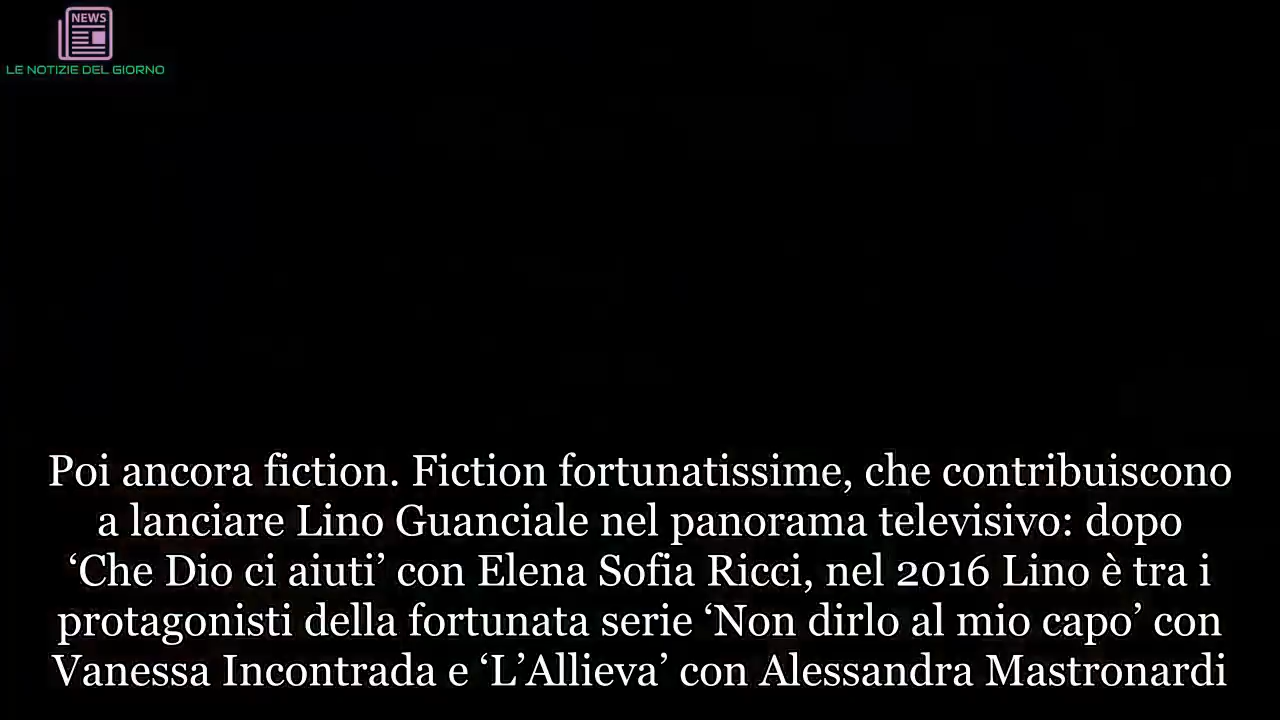 NEWS
LE NOTIZIE DEL GIORNO
Poi ancora fiction. Fiction fortunatissime, che contribuiscono
a lanciare Lino Guanciale nel panorama televisivo: dopo
‘Che Dio ci aiuti’ con Elena Sofia Ricci, nel 2016 Lino è tra i
protagonisti della fortunata serie ‘Non dirlo al mio capo’ con
Vanessa Incontrada e ‘L’Allieva’ con Alessandra Mastronardi